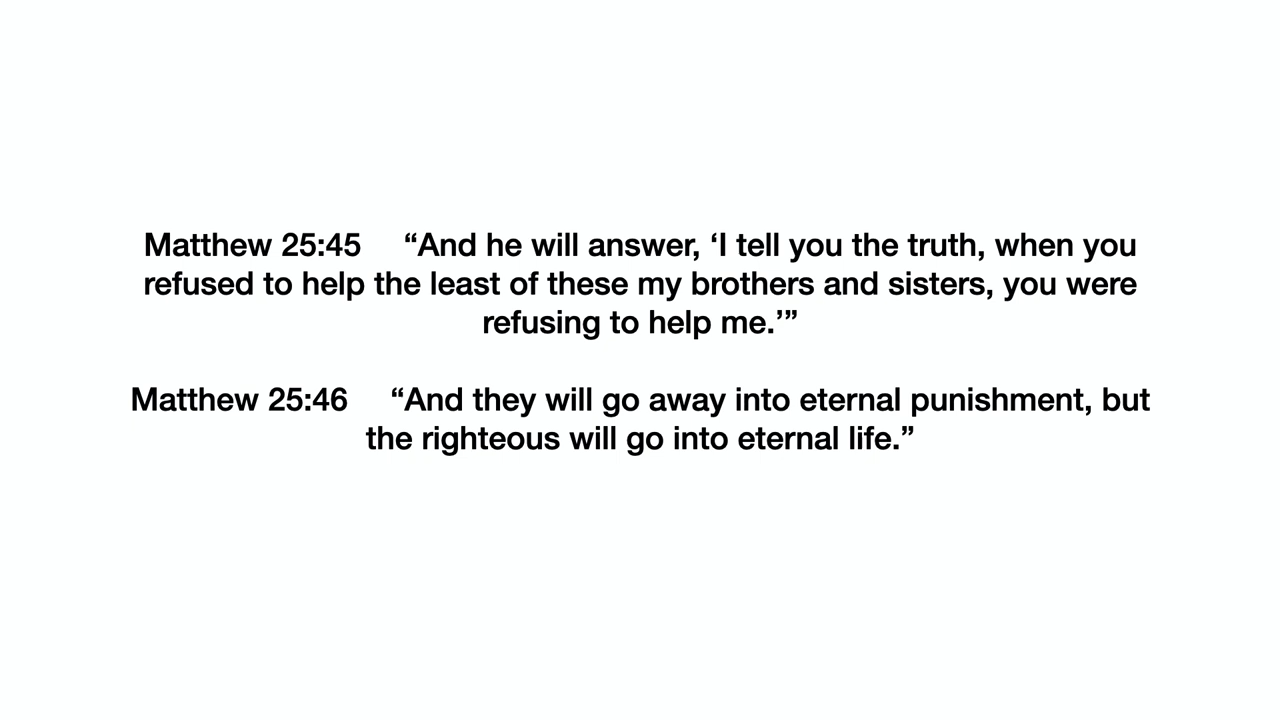 Matthew 25:45  “And he will answer, ‘I tell you the truth, when you
refused to help the least of these my brothers and sisters, you were
refusing to help me.’”
Matthew 25:46  “And they will go away into eternal punishment, but
the righteous will go into eternal life.”